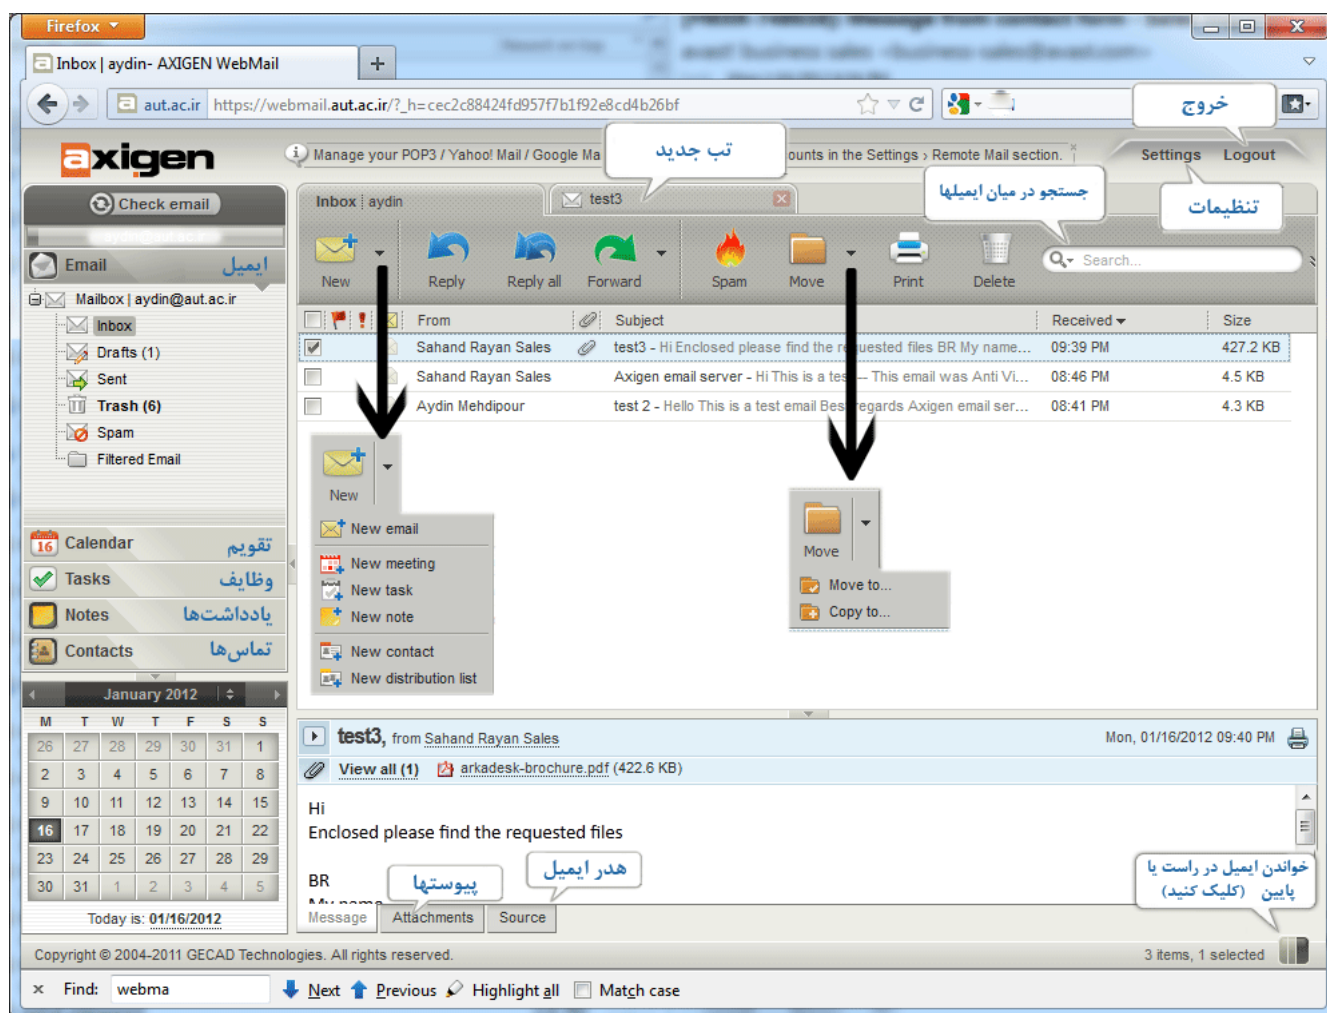 Firefox
Inbox | aydin- AXIGEN WebMail
aut.ac.ir https://webmail.aut.ac.ir/?_h=cec2c88424fd957f7b1f92e8cd4b26bf
خروج
axigen
Manage your POP3 / Yahoo! Mail / Google Ma
تب جدید
ounts in the Settings › Remote Mail section.
Settings Logout
Check email
Inbox | aydin
test3
جستجو در میان ایمیلها
تنظیمات
Email ایمیل
New
Reply
Reply all
Forward
Spam
Move
Print
Delete
Search...
Mailbox | aydin@aut.ac.ir
Inbox
Drafts (1)
Sent
Trash (6)
Spam
Filtered Email
From Subject Received Size
Sahand Rayan Sales test3 - Hi Enclosed please find the requested files BR My name... 09:39 PM 427.2 KB
Sahand Rayan Sales Axigen email server - Hi This is a test -- This email was Anti Vi... 08:46 PM 4.5 KB
Aydin Mehdipour test 2 - Hello This is a test email Best regards Axigen email ser... 08:41 PM 4.3 KB
New
New email
New meeting
New task
New note
New contact
New distribution list
Move
Move to...
Copy to...
16 Calendar تقویم
Tasks وظایف
Notes یادداشت‌ها
Contacts تماس‌ها
January 2012
M T W T F S S
26 27 28 29 30 31 1
2 3 4 5 6 7 8
9 10 11 12 13 14 15
16 17 18 19 20 21 22
23 24 25 26 27 28 29
30 31 1 2 3 4 5
Today is: 01/16/2012
test3, from Sahand Rayan Sales
Mon, 01/16/2012 09:40 PM
View all (1) arkadesk-brochure.pdf (422.6 KB)
Hi
Enclosed please find the requested files
BR
My name
پیوستها
هدر ایمیل
خواندن ایمیل در راست یا
پایین (کلیک کنید)
Message Attachments Source
Copyright © 2004-2011 GECAD Technologies. All rights reserved.
3 items, 1 selected
× Find: webma Next Previous Highlight all Match case